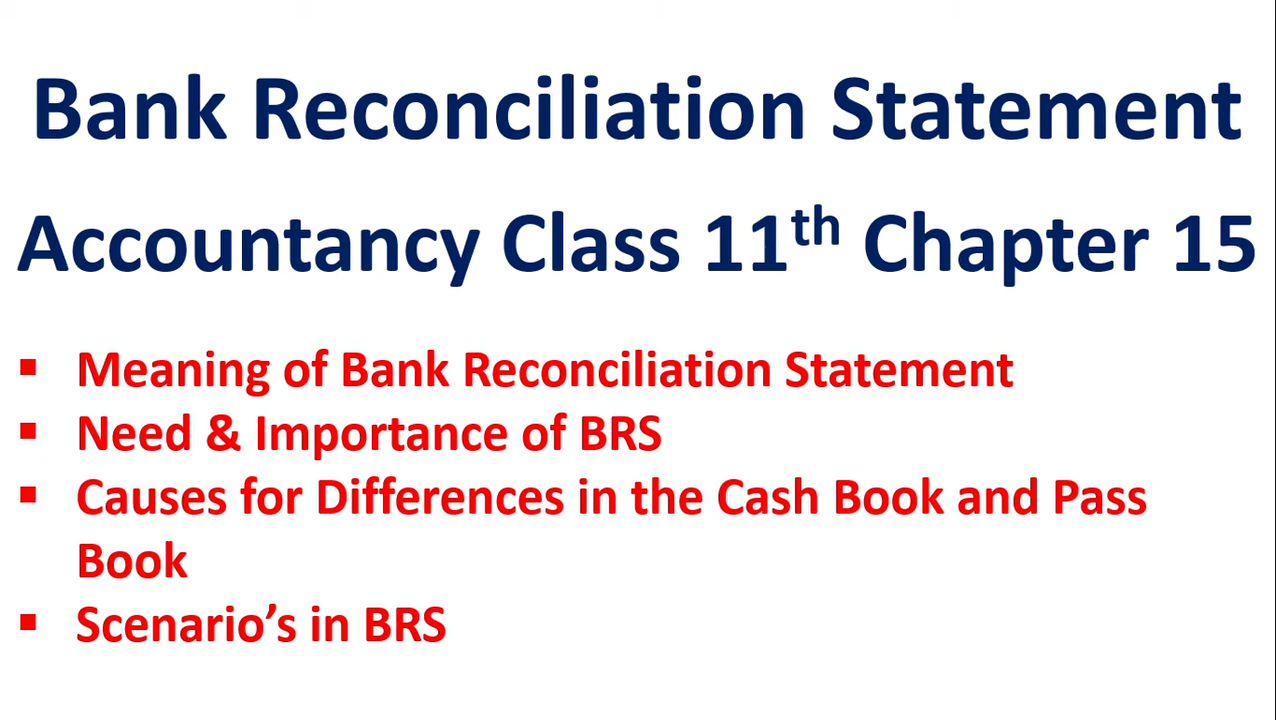 Bank Reconciliation Statement
Accountancy Class 11th Chapter 15
▪ Meaning of Bank Reconciliation Statement
▪ Need & Importance of BRS
▪ Causes for Differences in the Cash Book and Pass
Book
▪ Scenario’s in BRS